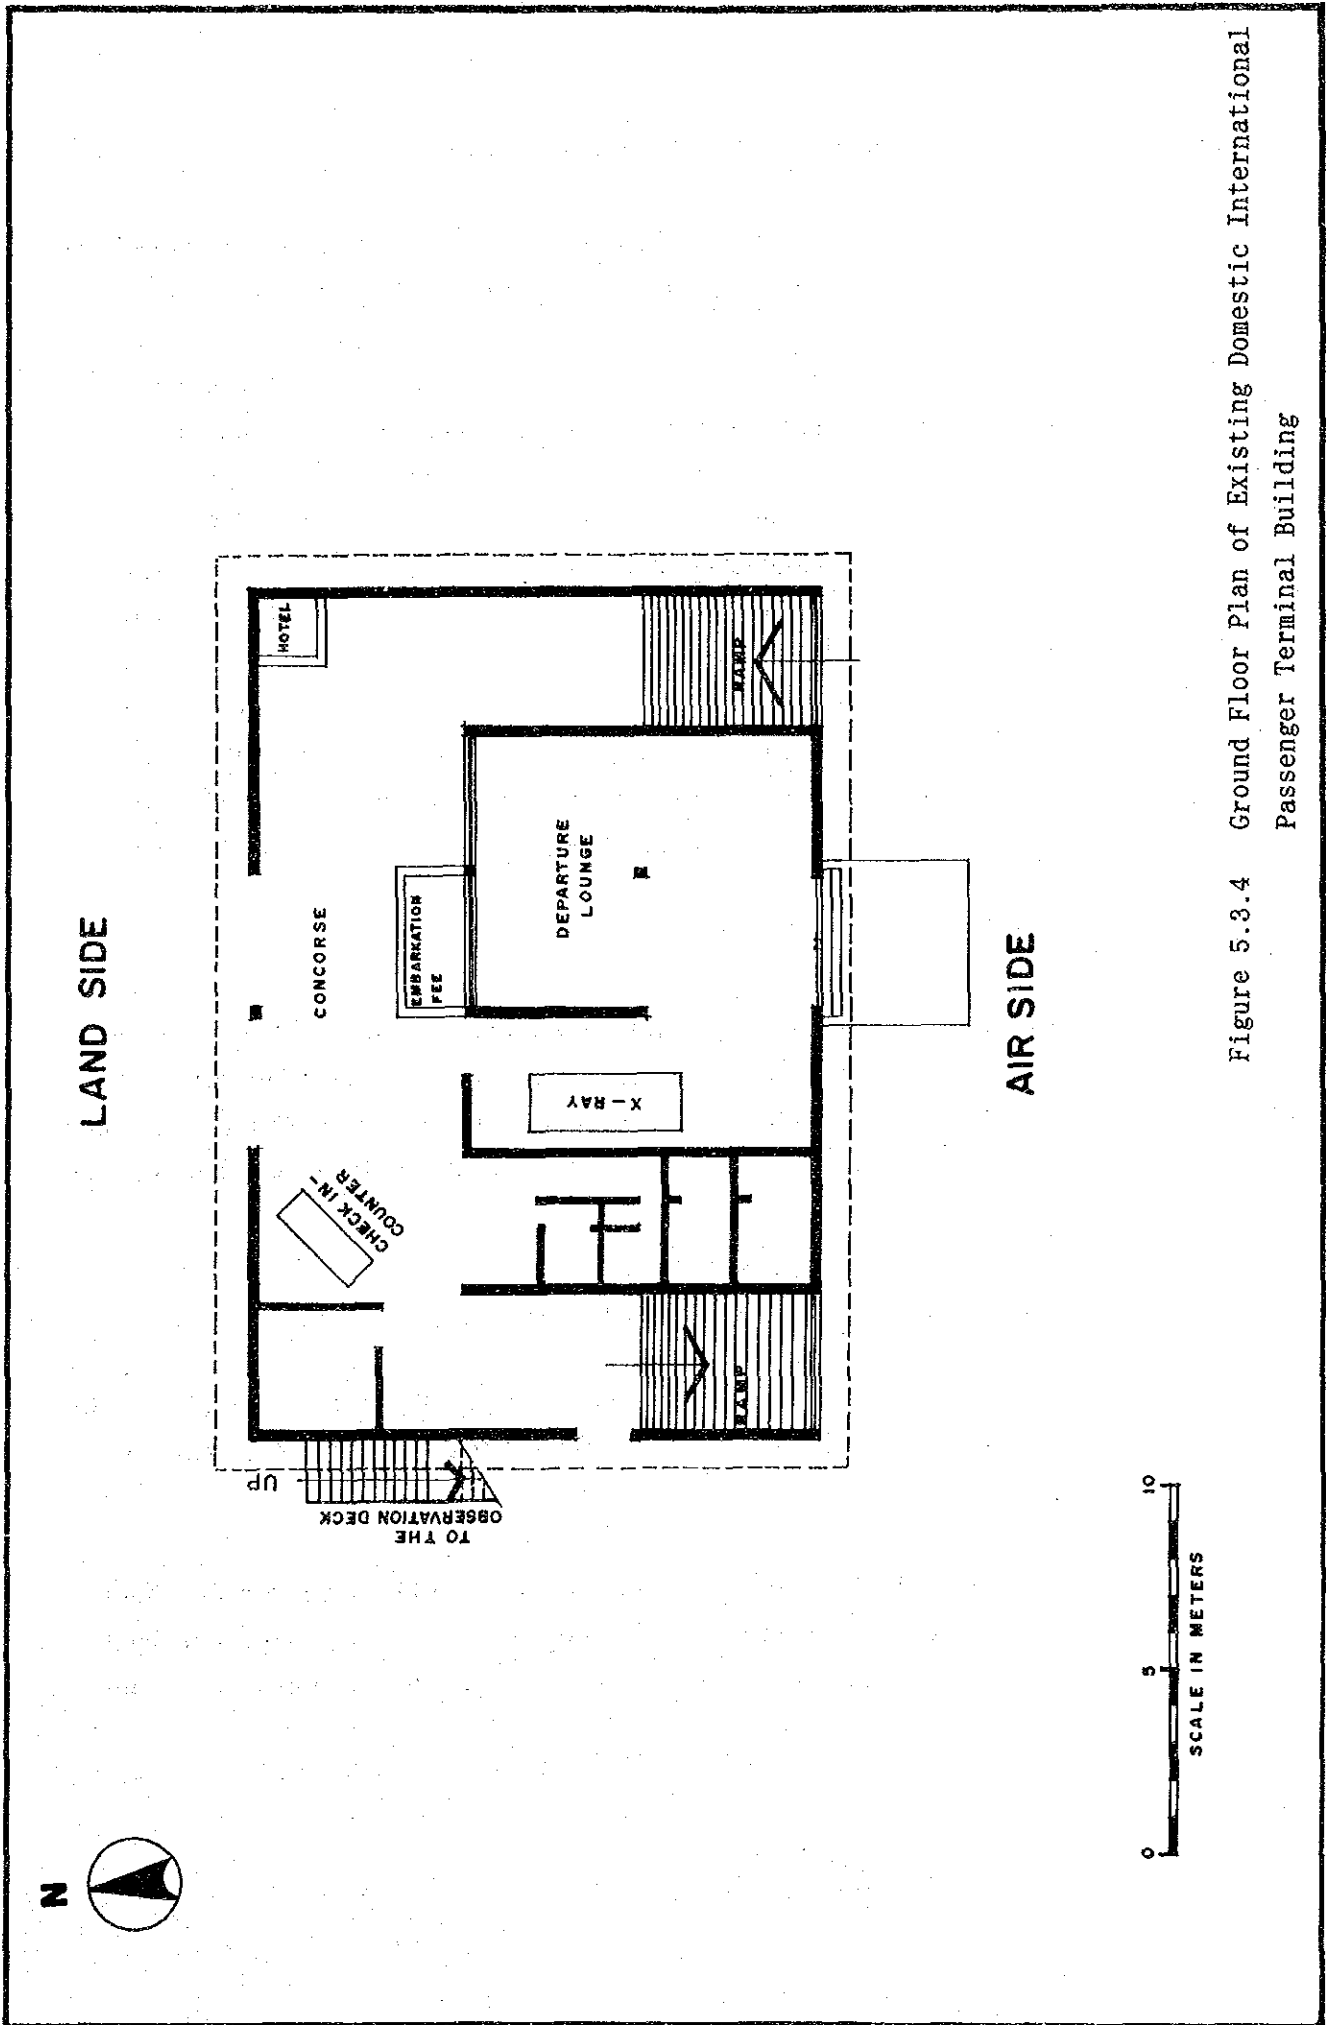 N
LAND SIDE
HOTEL
CONCORSE
EMBARKATION
FEE
DEPARTURE
LOUNGE
X-RAY
CHECK IN-
COUNTER
RAMP
RAMP
UP
TO THE
OBSERVATION DECK
AIR SIDE
0 5 10
SCALE IN METERS
Figure 5.3.4 Ground Floor Plan of Existing Domestic International
Passenger Terminal Building